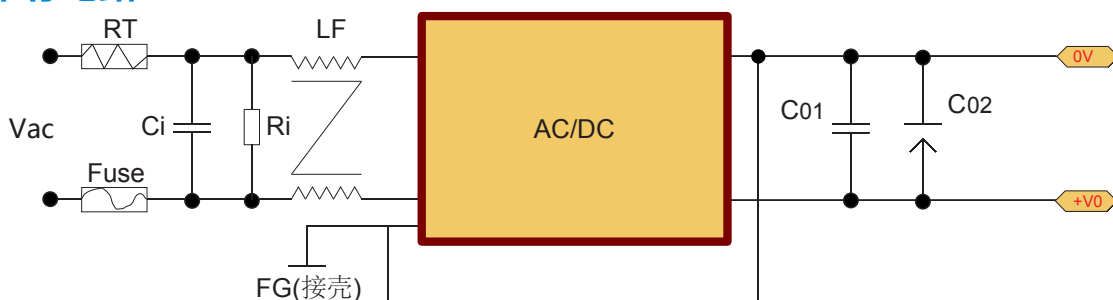 RT
LF
0V
Vac
Ci
Ri
AC/DC
C01
C02
Fuse
+V0
FG(接壳)